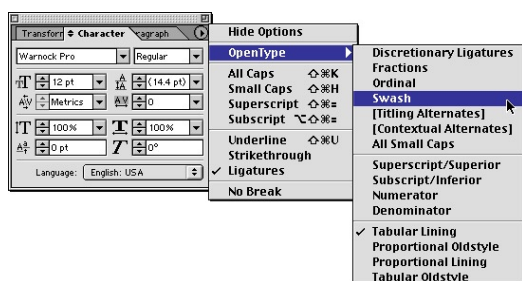 Transform
Character
ragraph
Warnock Pro
Regular
12 pt
(14.4 pt)
Metrics
0
100%
100%
0 pt
0°
Language: English: USA
Hide Options
OpenType
All Caps ⇧⌘K
Small Caps ⇧⌘H
Superscript ⇧⌘=
Subscript ⌥⇧⌘=
Underline ⇧⌘U
Strikethrough
✓ Ligatures
No Break
Discretionary Ligatures
Fractions
Ordinal
Swash
[Titling Alternates]
[Contextual Alternates]
All Small Caps
Superscript/Superior
Subscript/Inferior
Numerator
Denominator
✓ Tabular Lining
Proportional Oldstyle
Proportional Lining
Tabular Oldstyle